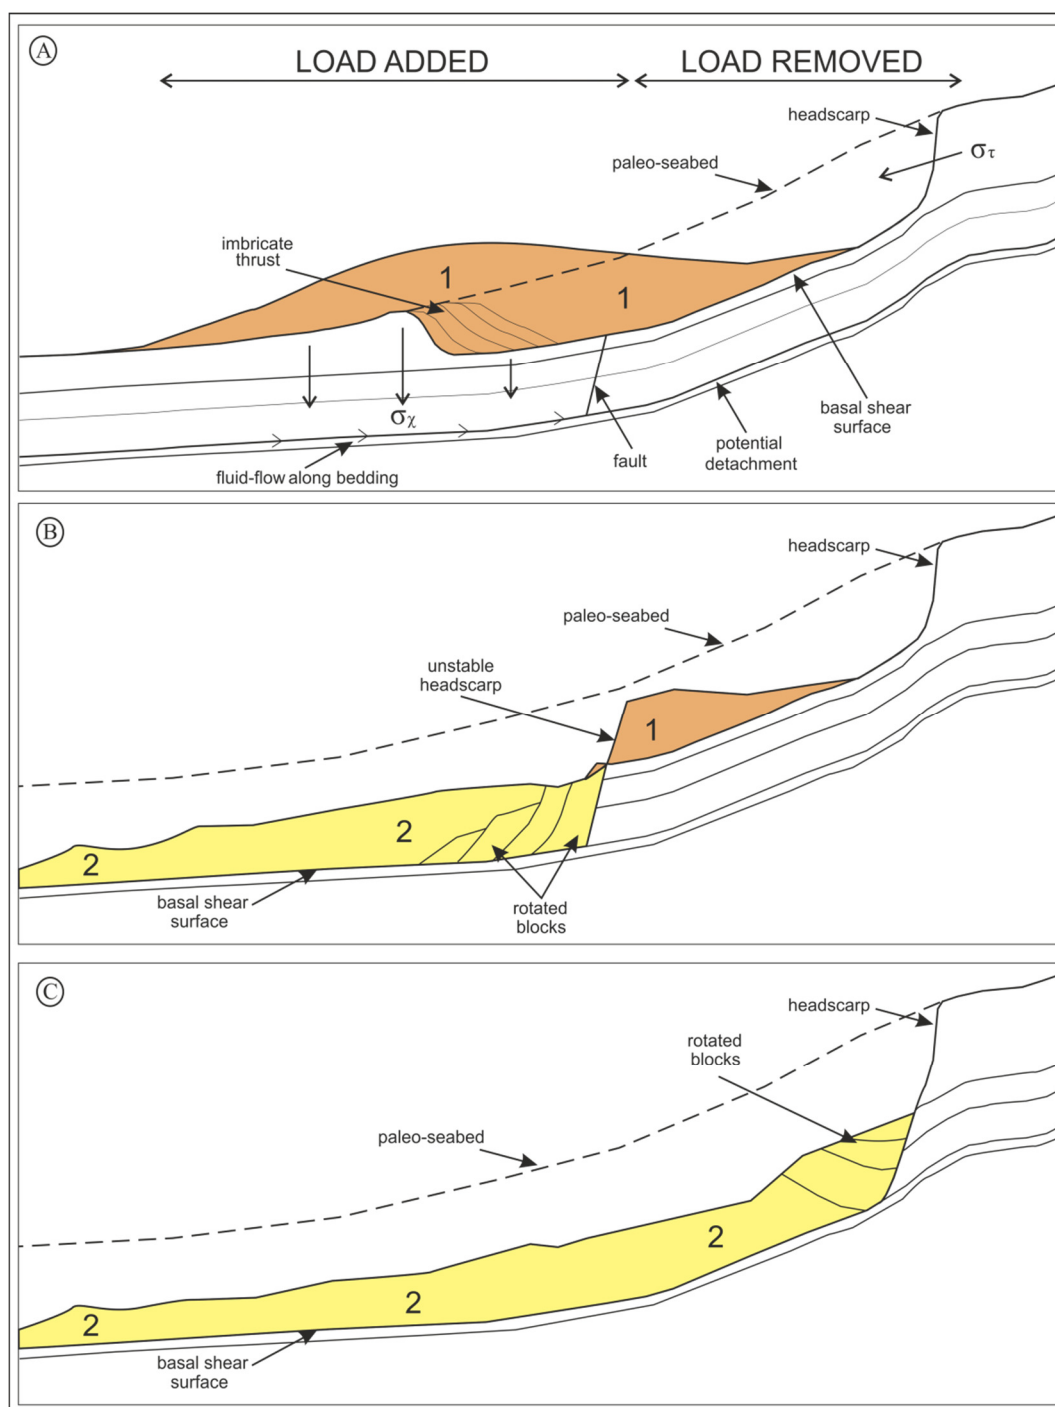 A
LOAD ADDED
LOAD REMOVED
headscarp
στ
paleo-seabed
imbricate
thrust
1
1
σχ
basal shear
surface
potential
detachment
fault
fluid-flow along bedding
B
headscarp
paleo-seabed
unstable
headscarp
1
2
2
basal shear
surface
rotated
blocks
C
headscarp
rotated
blocks
paleo-seabed
2
2
2
basal shear
surface